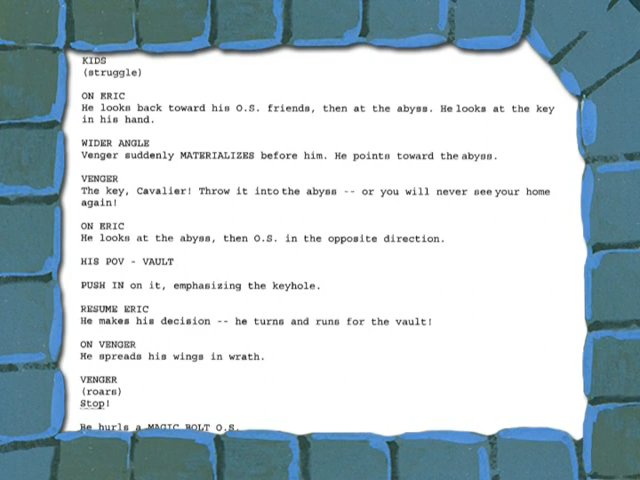 KIDS
(struggle)
ON ERIC
He looks back toward his O.S. friends, then at the abyss. He looks at the key
in his hand.
WIDER ANGLE
Venger suddenly MATERIALIZES before him. He points toward the abyss.
VENGER
The key, Cavalier! Throw it into the abyss -- or you will never see your home
again!
ON ERIC
He looks at the abyss, then O.S. in the opposite direction.
HIS POV - VAULT
PUSH IN on it, emphasizing the keyhole.
RESUME ERIC
He makes his decision -- he turns and runs for the vault!
ON VENGER
He spreads his wings in wrath.
VENGER
(roars)
Stop!
He hurls a MAGIC BOLT O.S.